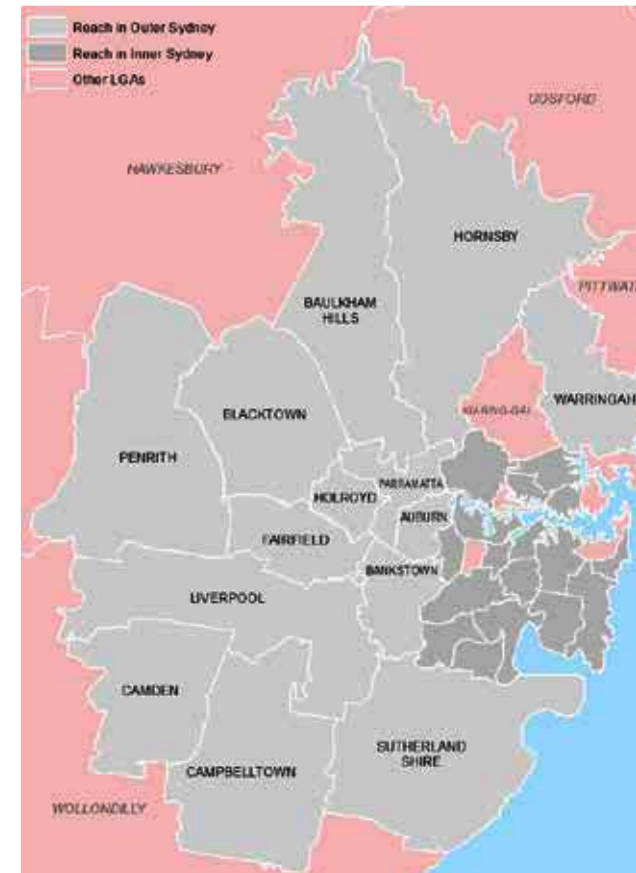 Reach in Outer Sydney
Reach in Inner Sydney
Other LGAs
GOSFORD
HAWKESBURY
HORNSBY
PITTWAT
BAULKHAM
HILLS
WARRINGAH
KURING-GAI
BLACKTOWN
PENRITH
PARRAMATTA
HOLROYD
AUBURN
FAIRFIELD
BANKSTOWN
LIVERPOOL
CAMDEN
SUTHERLAND
SHIRE
CAMPBELLTOWN
WOLLONDILLY